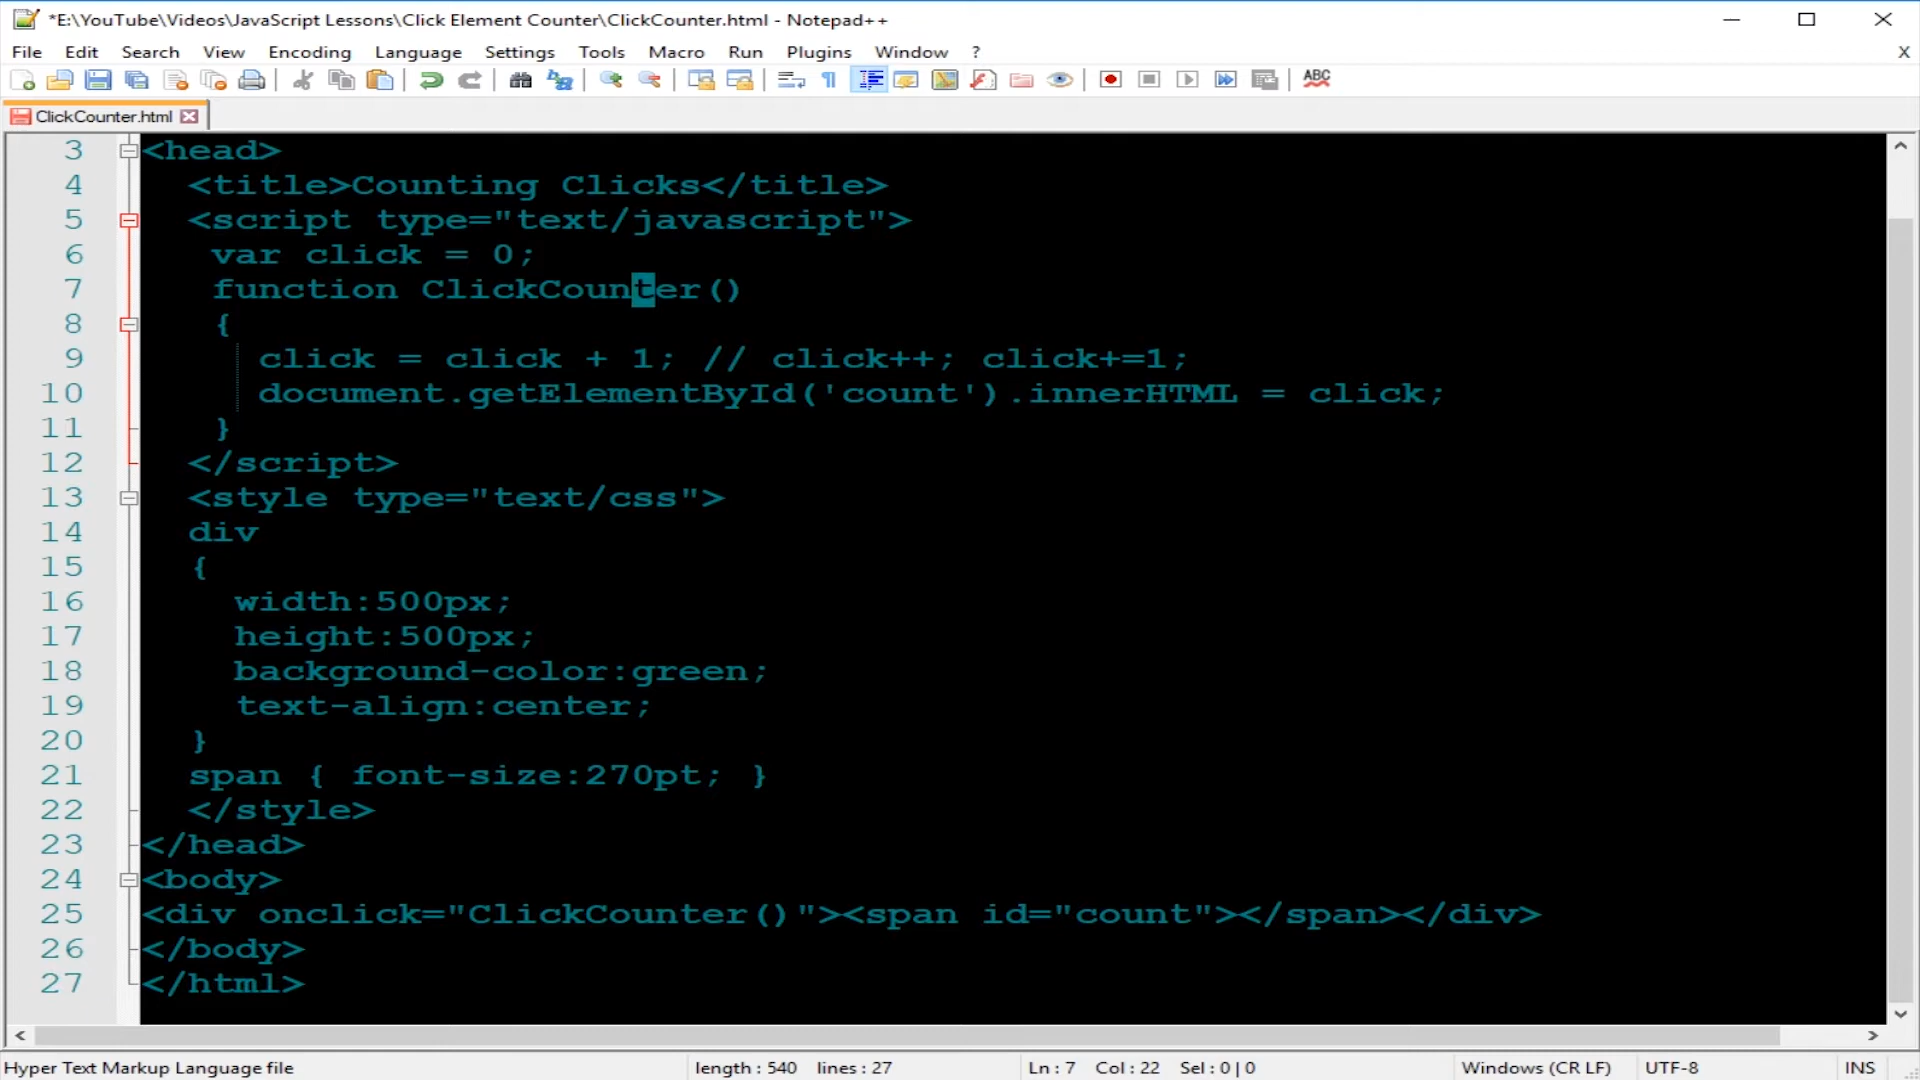 *E:\YouTube\Videos\JavaScript Lessons\Click Element Counter\ClickCounter.html - Notepad++
File Edit Search View Encoding Language Settings Tools Macro Run Plugins Window ? X
ABC
ClickCounter.html
3 <head>
4 <title>Counting Clicks</title>
5 <script type="text/javascript">
6 var click = 0;
7 function ClickCounter()
8 {
9 click = click + 1; // click++; click+=1;
10 document.getElementById('count').innerHTML = click;
11 }
12 </script>
13 <style type="text/css">
14 div
15 {
16 width:500px;
17 height:500px;
18 background-color:green;
19 text-align:center;
20 }
21 span { font-size:270pt; }
22 </style>
23 </head>
24 <body>
25 <div onclick="ClickCounter()"><span id="count"></span></div>
26 </body>
27 </html>
Hyper Text Markup Language file length : 540 lines : 27 Ln : 7 Col : 22 Sel : 0 | 0 Windows (CR LF) UTF-8 INS